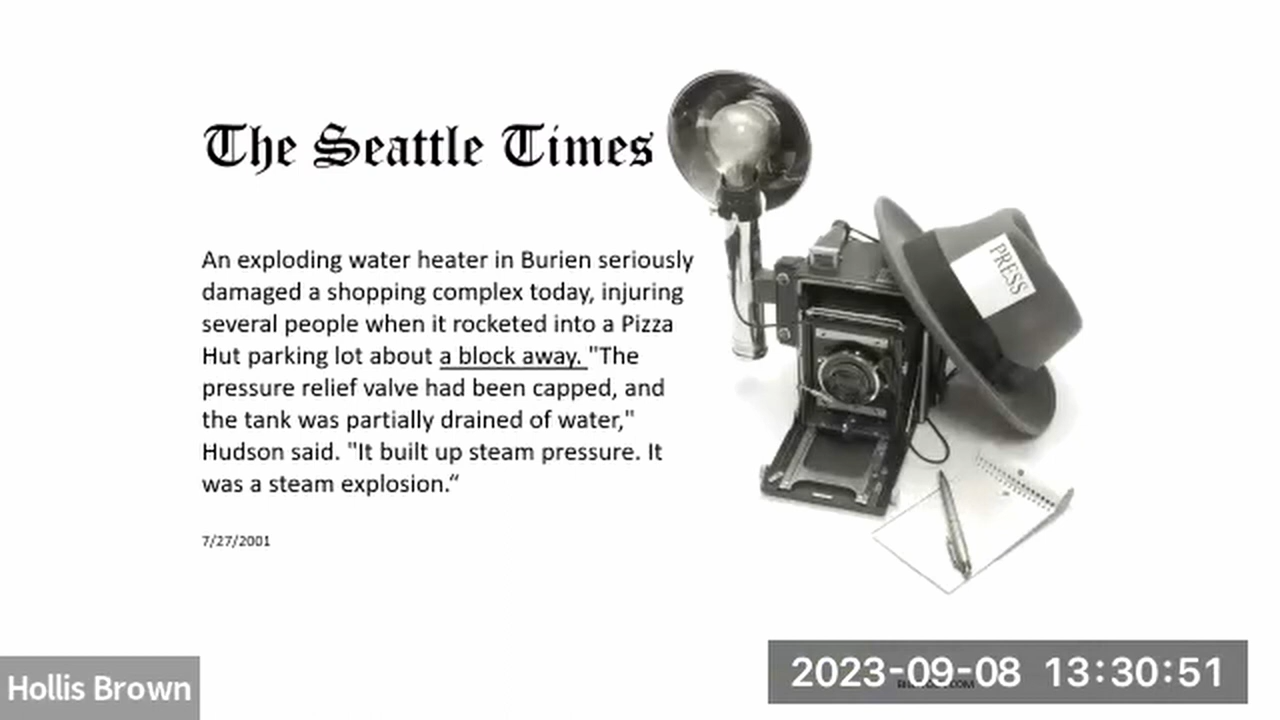 The Seattle Times
PRESS
An exploding water heater in Burien seriously
damaged a shopping complex today, injuring
several people when it rocketed into a Pizza
Hut parking lot about a block away. "The
pressure relief valve had been capped, and
the tank was partially drained of water,"
Hudson said. "It built up steam pressure. It
was a steam explosion.“
7/27/2001
Hollis Brown
2023-09-08 13:30:51